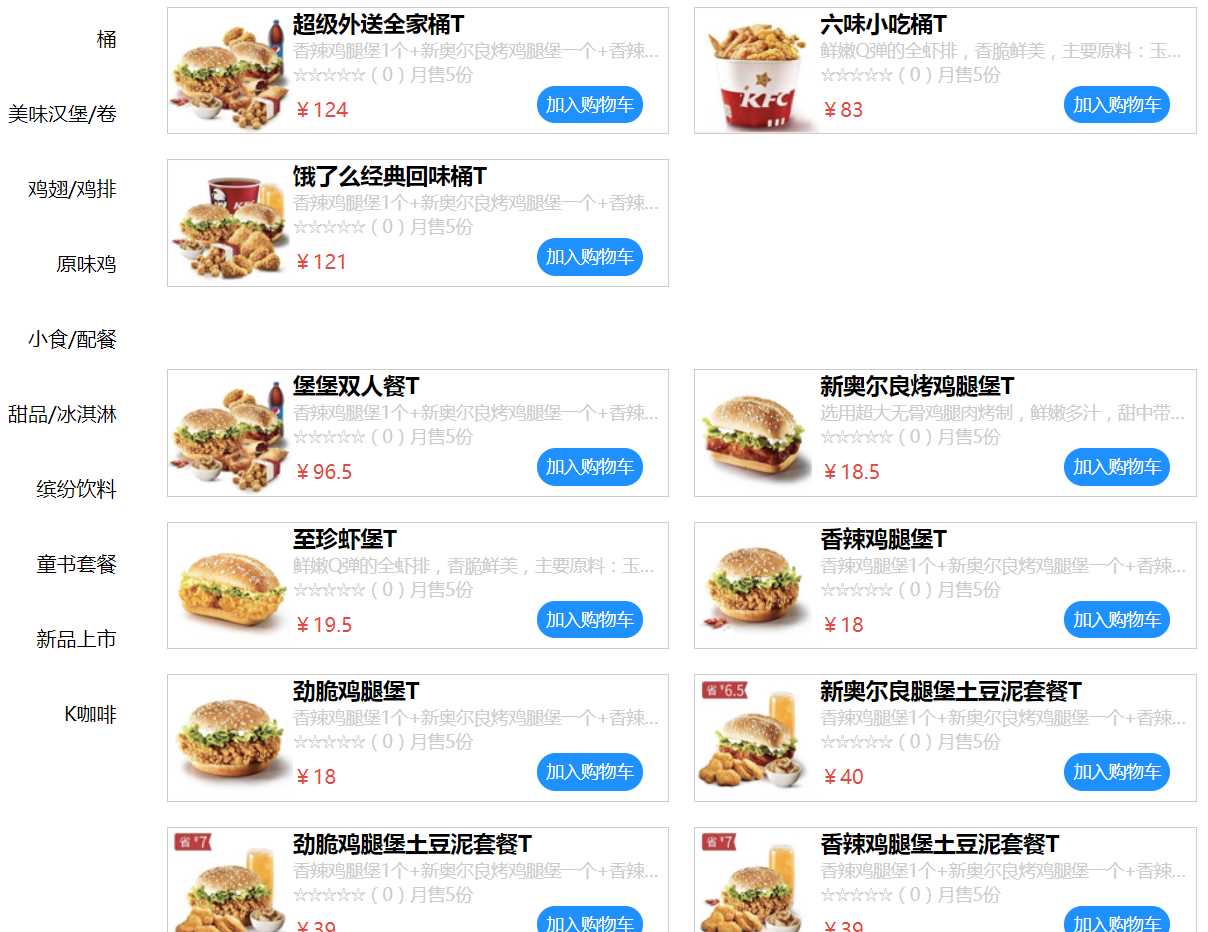 桶
美味汉堡/卷
鸡翅/鸡排
原味鸡
小食/配餐
甜品/冰淇淋
缤纷饮料
童书套餐
新品上市
K咖啡
超级外送全家桶T
香辣鸡腿堡1个+新奥尔良烤鸡腿堡一个+香辣...
☆☆☆☆☆ ( 0 ) 月售5份
¥124
加入购物车
KFC
六味小吃桶T
鲜嫩Q弹的全虾排，香脆鲜美，主要原料：玉...
☆☆☆☆☆ ( 0 ) 月售5份
¥83
加入购物车
饿了么经典回味桶T
香辣鸡腿堡1个+新奥尔良烤鸡腿堡一个+香辣...
☆☆☆☆☆ ( 0 ) 月售5份
¥121
加入购物车
堡堡双人餐T
香辣鸡腿堡1个+新奥尔良烤鸡腿堡一个+香辣...
☆☆☆☆☆ ( 0 ) 月售5份
¥96.5
加入购物车
新奥尔良烤鸡腿堡T
选用超大无骨鸡腿肉烤制，鲜嫩多汁，甜中带...
☆☆☆☆☆ ( 0 ) 月售5份
¥18.5
加入购物车
至珍虾堡T
鲜嫩Q弹的全虾排，香脆鲜美，主要原料：玉...
☆☆☆☆☆ ( 0 ) 月售5份
¥19.5
加入购物车
香辣鸡腿堡T
香辣鸡腿堡1个+新奥尔良烤鸡腿堡一个+香辣...
☆☆☆☆☆ ( 0 ) 月售5份
¥18
加入购物车
劲脆鸡腿堡T
香辣鸡腿堡1个+新奥尔良烤鸡腿堡一个+香辣...
☆☆☆☆☆ ( 0 ) 月售5份
¥18
加入购物车
省¥6.5
新奥尔良腿堡土豆泥套餐T
香辣鸡腿堡1个+新奥尔良烤鸡腿堡一个+香辣...
☆☆☆☆☆ ( 0 ) 月售5份
¥40
加入购物车
省¥7
劲脆鸡腿堡土豆泥套餐T
香辣鸡腿堡1个+新奥尔良烤鸡腿堡一个+香辣...
☆☆☆☆☆ ( 0 ) 月售5份
¥39
加入购物车
省¥7
香辣鸡腿堡土豆泥套餐T
香辣鸡腿堡1个+新奥尔良烤鸡腿堡一个+香辣...
☆☆☆☆☆ ( 0 ) 月售5份
¥39
加入购物车